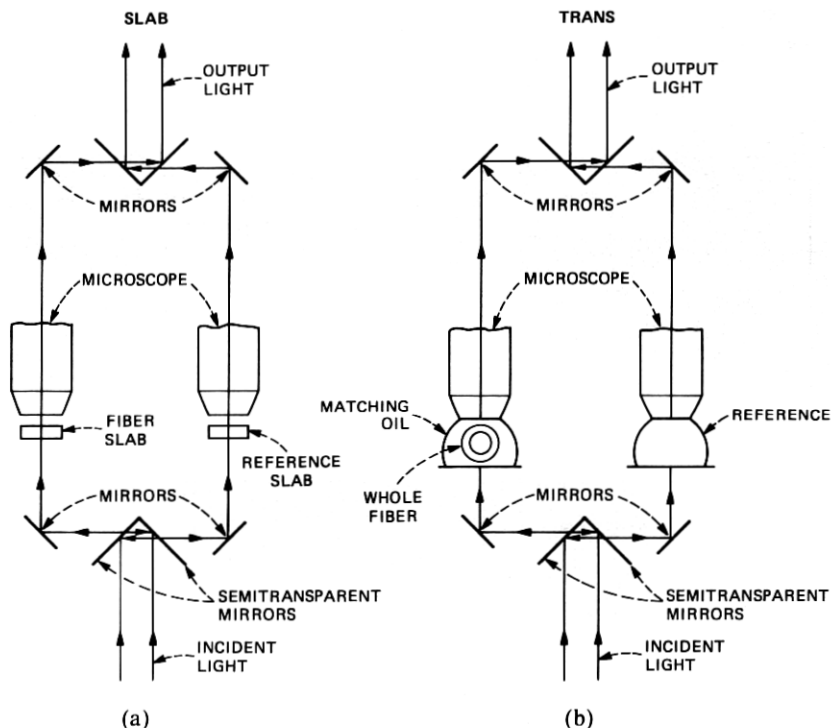 SLAB
OUTPUT
LIGHT
MIRRORS
MICROSCOPE
FIBER
SLAB
REFERENCE
SLAB
MIRRORS
SEMITRANSPARENT
MIRRORS
INCIDENT
LIGHT
(a)
TRANS
OUTPUT
LIGHT
MIRRORS
MICROSCOPE
MATCHING
OIL
REFERENCE
WHOLE
FIBER
MIRRORS
SEMITRANSPARENT
MIRRORS
INCIDENT
LIGHT
(b)